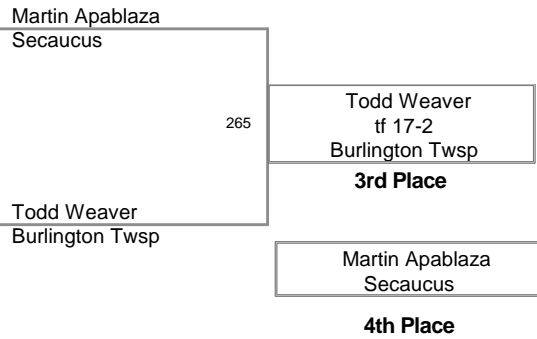 Martin Apablaza
Secaucus
265
Todd Weaver
tf 17-2
Burlington Twsp
3rd Place
Todd Weaver
Burlington Twsp
Martin Apablaza
Secaucus
4th Place